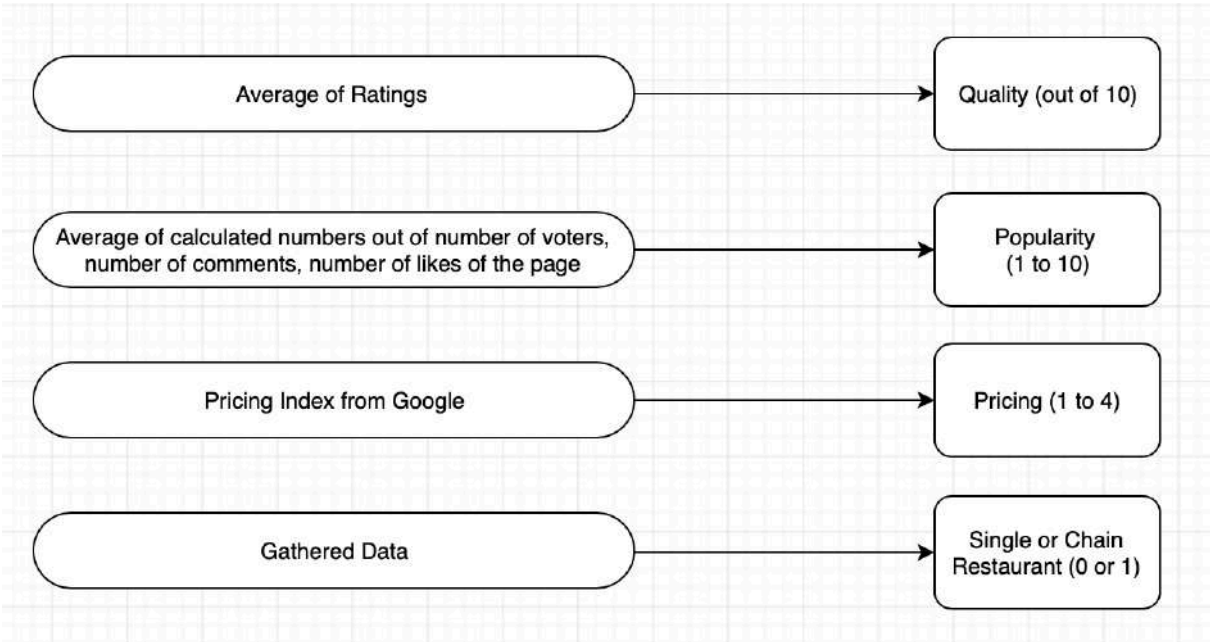 Average of Ratings
Quality (out of 10)
Average of calculated numbers out of number of voters,
number of comments, number of likes of the page
Popularity
(1 to 10)
Pricing Index from Google
Pricing (1 to 4)
Gathered Data
Single or Chain
Restaurant (0 or 1)